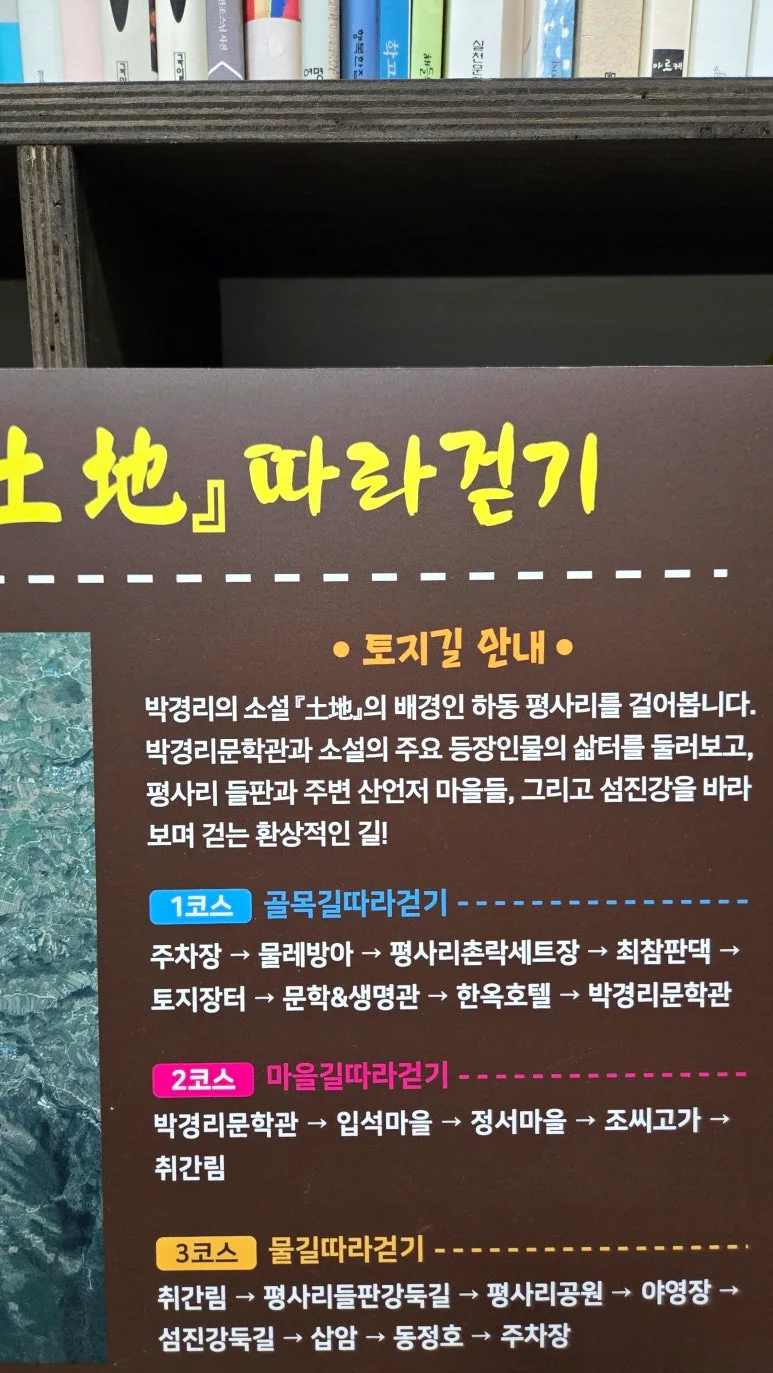 학교
아르케
土地』 따라걷기
• 토지길 안내 •
박경리의 소설 『土地』의 배경인 하동 평사리를 걸어봅니다.
박경리문학관과 소설의 주요 등장인물의 삶터를 둘러보고,
평사리 들판과 주변 산언저 마을들, 그리고 섬진강을 바라
보며 걷는 환상적인 길!
1코스 골목길따라걷기
주차장 → 물레방아 → 평사리촌락세트장 → 최참판댁 →
토지장터 → 문학&생명관 → 한옥호텔 → 박경리문학관
2코스 마을길따라걷기
박경리문학관 → 입석마을 → 정서마을 → 조씨고가 →
취간림
3코스 물길따라걷기
취간림 → 평사리들판강둑길 → 평사리공원 → 야영장 →
섬진강둑길 → 삽암 → 동정호 → 주차장